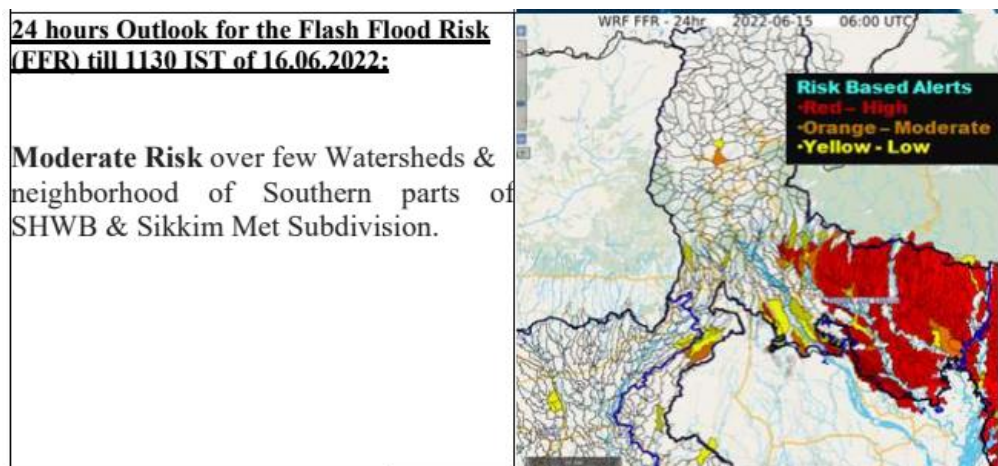 24 hours Outlook for the Flash Flood Risk
(FFR) till 1130 IST of 16.06.2022:
Moderate Risk over few Watersheds &
neighborhood of Southern parts of
SHWB & Sikkim Met Subdivision.
WRF FFR - 24hr 2022-06-15 06:00 UTC
Risk Based Alerts
•Red – High
•Orange – Moderate
•Yellow - Low